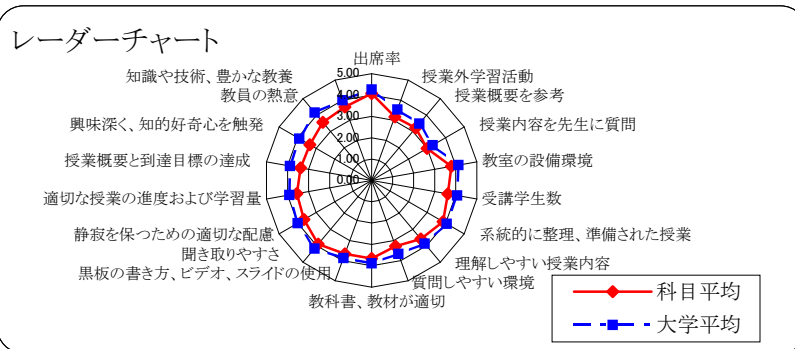 レーダーチャート
出席率
授業外学習活動
授業概要を参考
授業内容を先生に質問
教室の設備環境
受講学生数
系統的に整理、準備された授業
理解しやすい授業内容
質問しやすい環境
教科書、教材が適切
黒板の書き方、ビデオ、スライドの使用
聞き取りやすさ
静寂を保つための適切な配慮
適切な授業の進度および学習量
授業概要と到達目標の達成
興味深く、知的好奇心を触発
教員の熱意
知識や技術、豊かな教養
5.00
4.00
3.00
2.00
1.00
0.00
科目平均
大学平均